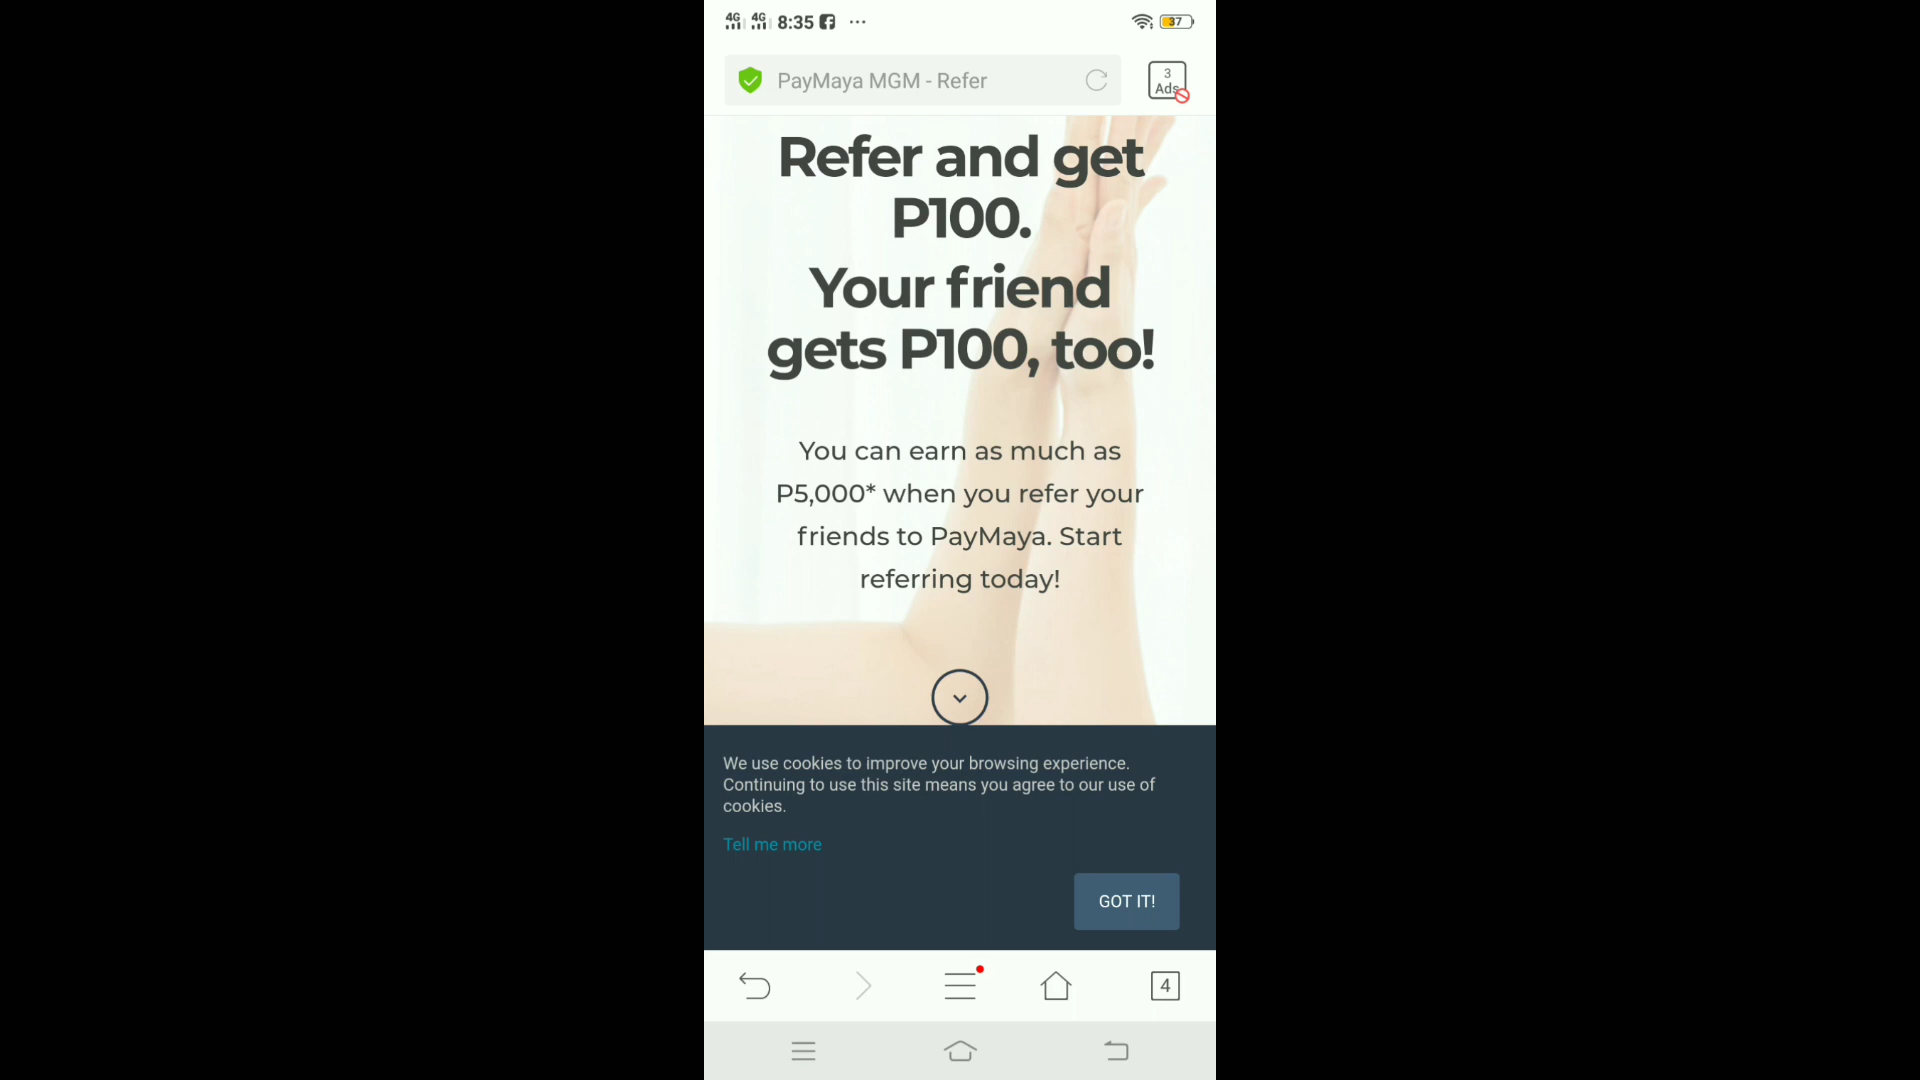 4G 4G 8:35 37
PayMaya MGM - Refer
3
Ads
Refer and get
P100.
Your friend
gets P100, too!
You can earn as much as
P5,000* when you refer your
friends to PayMaya. Start
referring today!
We use cookies to improve your browsing experience.
Continuing to use this site means you agree to our use of
cookies.
Tell me more
GOT IT!
4